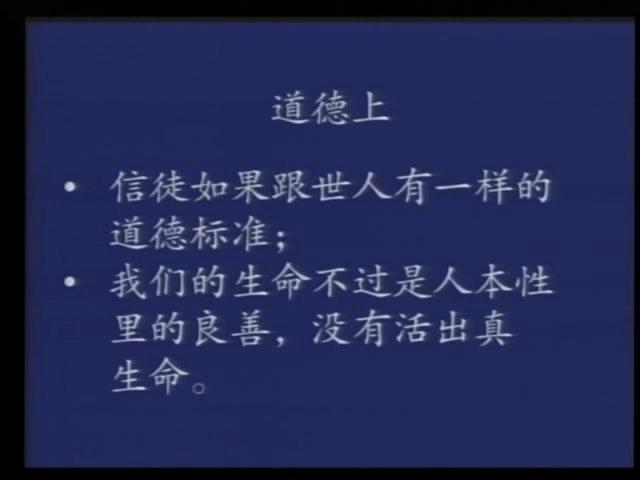 道德上
• 信徒如果跟世人有一样的
道德标准；
• 我们的生命不过是人本性
里的良善，没有活出真
生命。